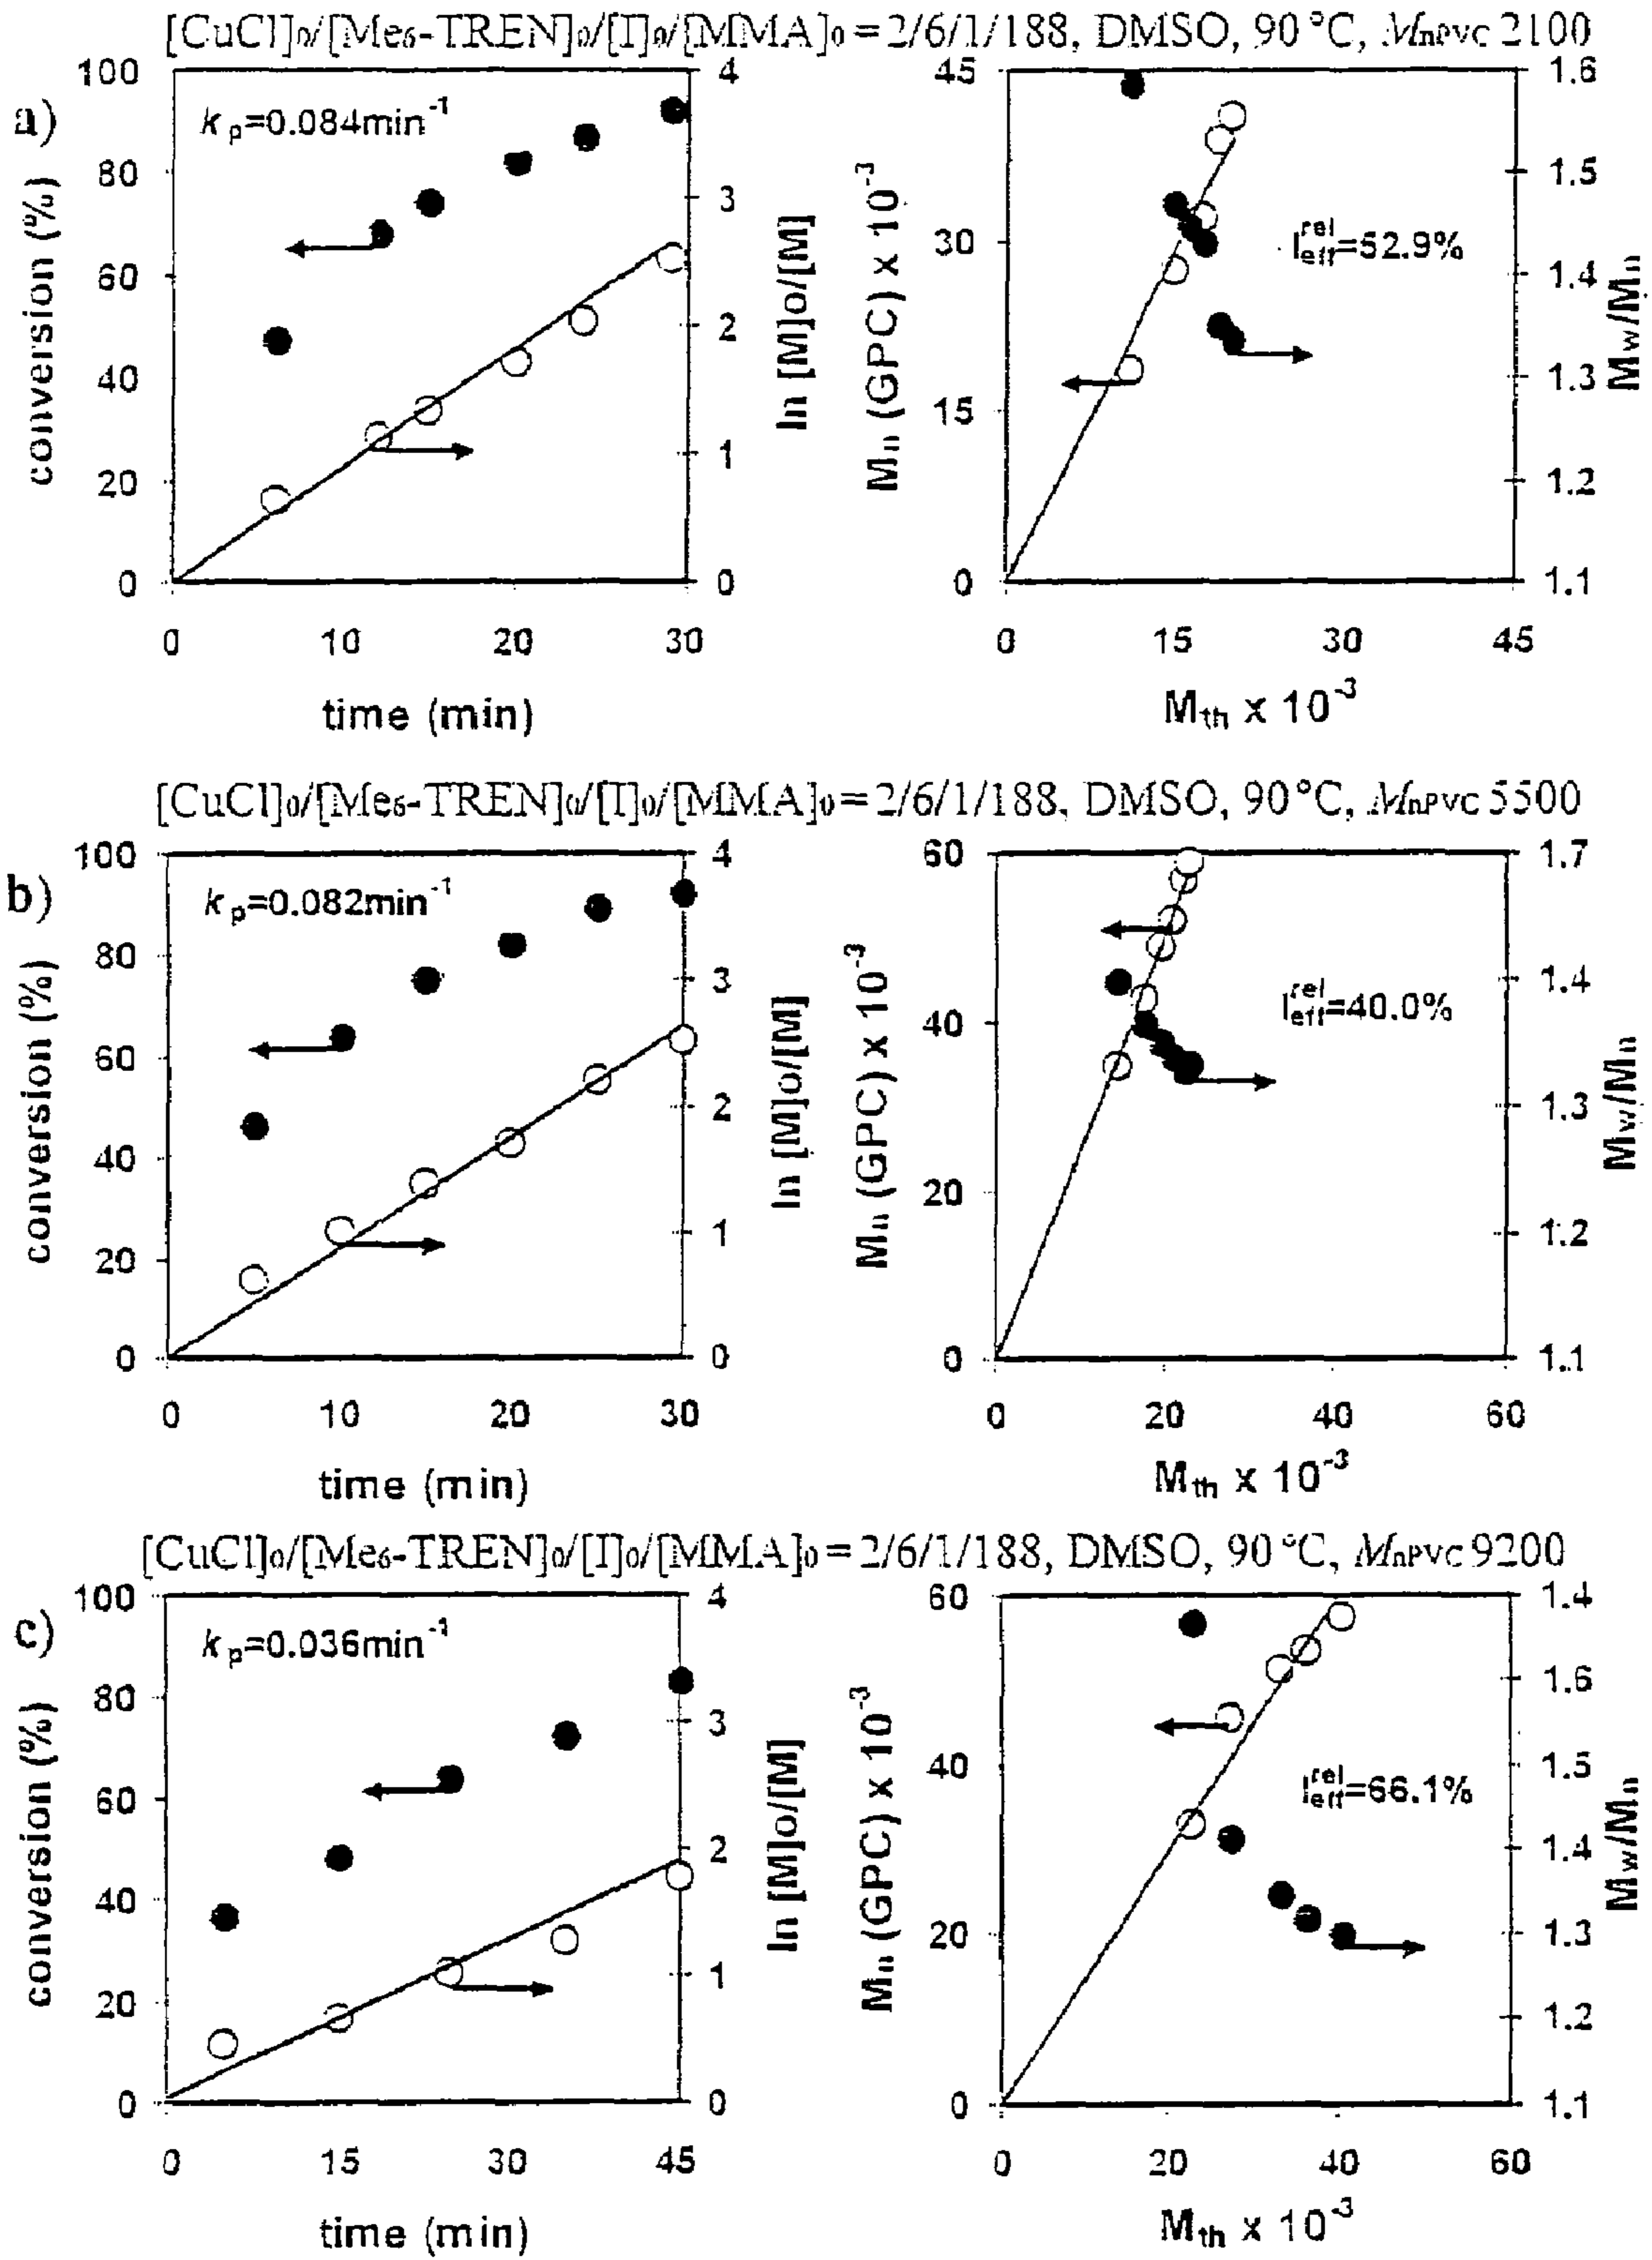 [CuCl]₀/[Me₆-TREN]₀/[I]₀/[MMA]₀ = 2/6/1/188, DMSO, 90 °C, MnPVC 2100
a)
conversion (%)
100
80
60
40
20
0
kp=0.084min⁻¹
4
3
2
1
0
ln [M]o/[M]
0 10 20 30
time (min)
Mn (GPC) x 10⁻³
45
30
15
0
Ieff rel=52.9%
1.6
1.5
1.4
1.3
1.2
1.1
Mw/Mn
0 15 30 45
Mth x 10⁻³
[CuCl]₀/[Me₆-TREN]₀/[I]₀/[MMA]₀ = 2/6/1/188, DMSO, 90 °C, MnPVC 5500
b)
conversion (%)
100
80
60
40
20
0
kp=0.082min⁻¹
4
3
2
1
0
ln [M]o/[M]
0 10 20 30
time (min)
Mn (GPC) x 10⁻³
60
40
20
0
Ieff rel=40.0%
1.7
1.4
1.3
1.2
1.1
Mw/Mn
0 20 40 60
Mth x 10⁻³
[CuCl]₀/[Me₆-TREN]₀/[I]₀/[MMA]₀ = 2/6/1/188, DMSO, 90 °C, MnPVC 9200
c)
conversion (%)
100
80
60
40
20
0
kp=0.036min⁻¹
4
3
2
1
0
ln [M]o/[M]
0 15 30 45
time (min)
Mn (GPC) x 10⁻³
60
40
20
0
Ieff rel=66.1%
1.4
1.6
1.5
1.4
1.3
1.2
1.1
Mw/Mn
0 20 40 60
Mth x 10⁻³